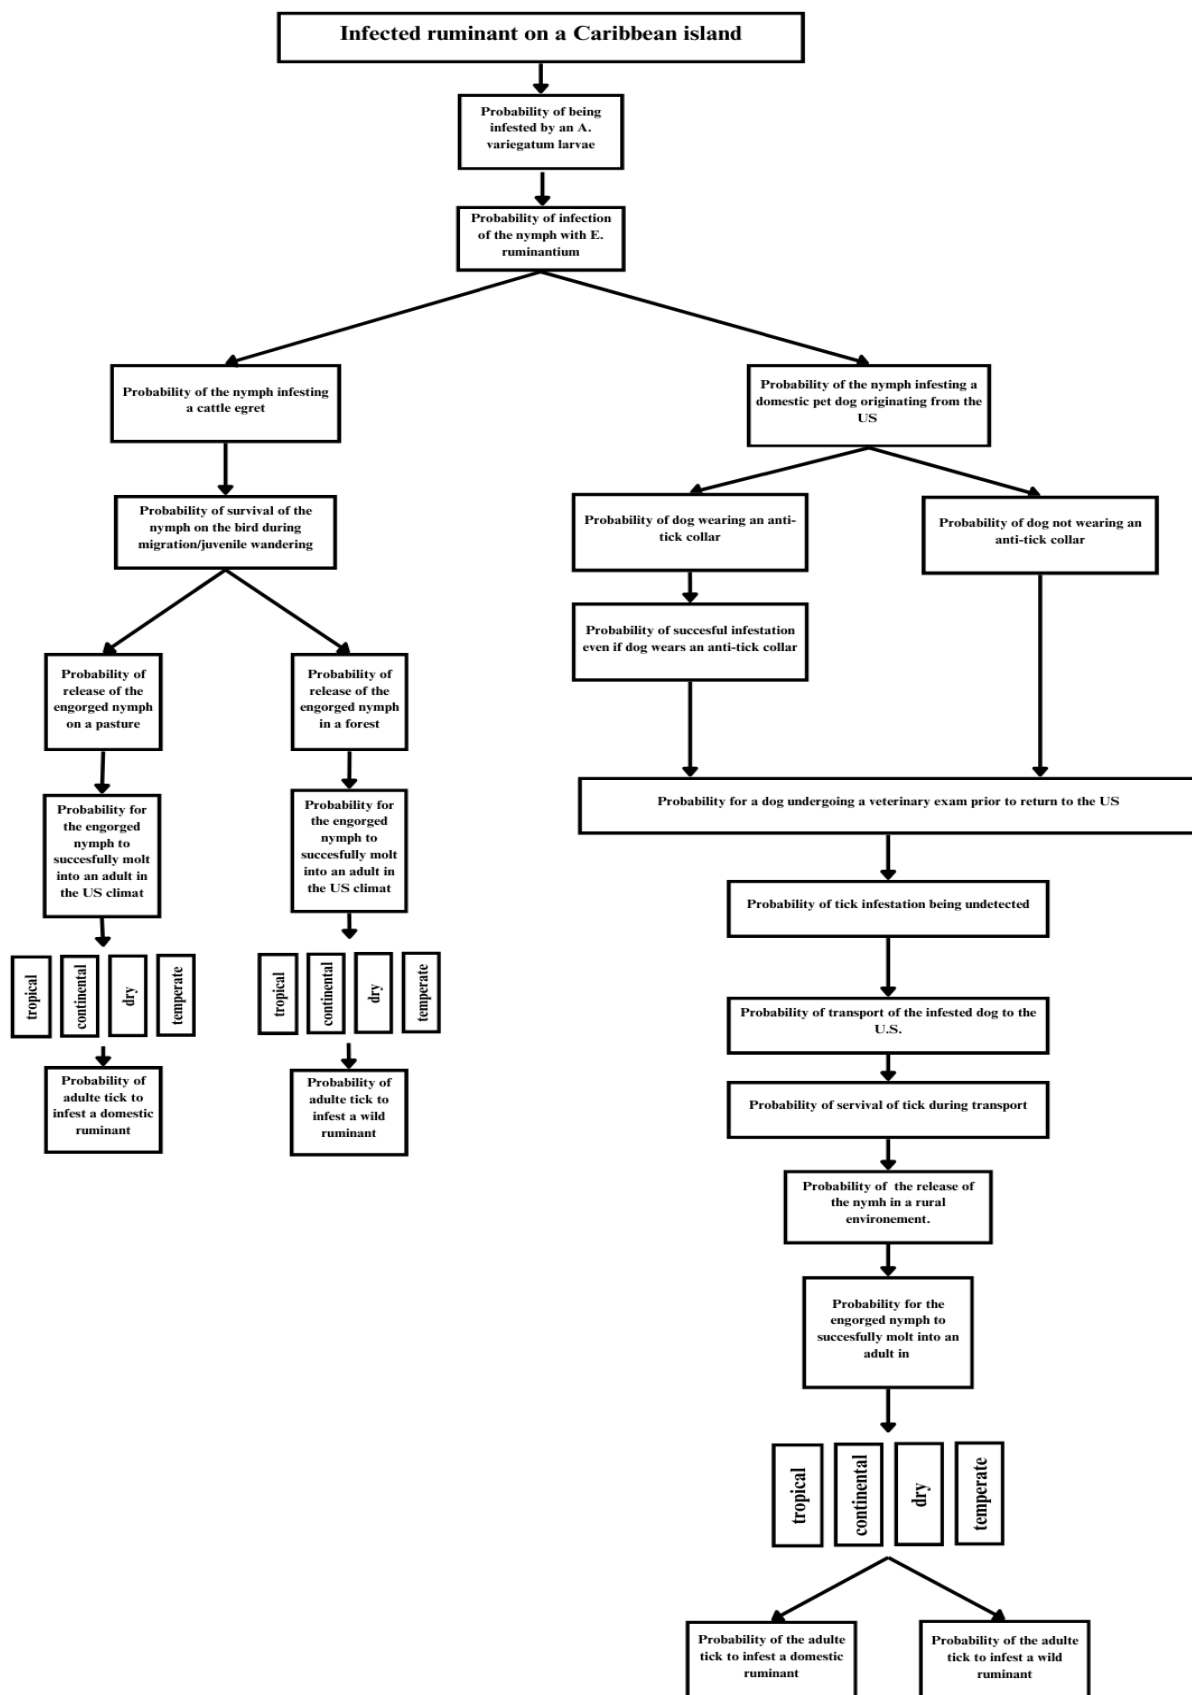 Infected ruminant on a Caribbean island
Probability of being
infested by an A.
variegatum larvae
Probability of infection
of the nymph with E.
ruminantium
Probability of the nymph infesting
a cattle egret
Probability of survival of the
nymph on the bird during
migration/juvenile wandering
Probability of
release of the
engorged nymph
on a pasture
Probability for
the engorged
nymph to
succesfully molt
into an adult in
the US climat
tropical
continental
dry
temperate
Probability of
adulte tick to
infest a domestic
ruminant
Probability of
release of the
engorged nymph
in a forest
Probability for
the engorged
nymph to
succesfully molt
into an adult in
the US climat
tropical
continental
dry
temperate
Probability of
adulte tick to
infest a wild
ruminant
Probability of the nymph infesting a
domestic pet dog originating from the
US
Probability of dog wearing an anti-
tick collar
Probability of succesful infestation
even if dog wears an anti-tick collar
Probability of dog not wearing an
anti-tick collar
Probability for a dog undergoing a veterinary exam prior to return to the US
Probability of tick infestation being undetected
Probability of transport of the infested dog to the
U.S.
Probability of servival of tick during transport
Probability of the release of
the nymh in a rural
environement.
Probability for the
engorged nymph to
succesfully molt into an
adult in
tropical
continental
dry
temperate
Probability of the adulte
tick to infest a domestic
ruminant
Probability of the adulte
tick to infest a wild
ruminant